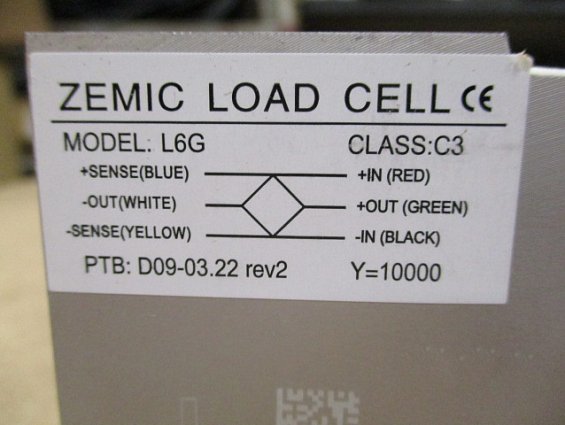 ZEMIC LOAD CELL CE
MODEL: L6G CLASS:C3
+SENSE(BLUE) +IN (RED)
-OUT(WHITE) +OUT (GREEN)
-SENSE(YELLOW) -IN (BLACK)
PTB: D09-03.22 rev2 Y=10000